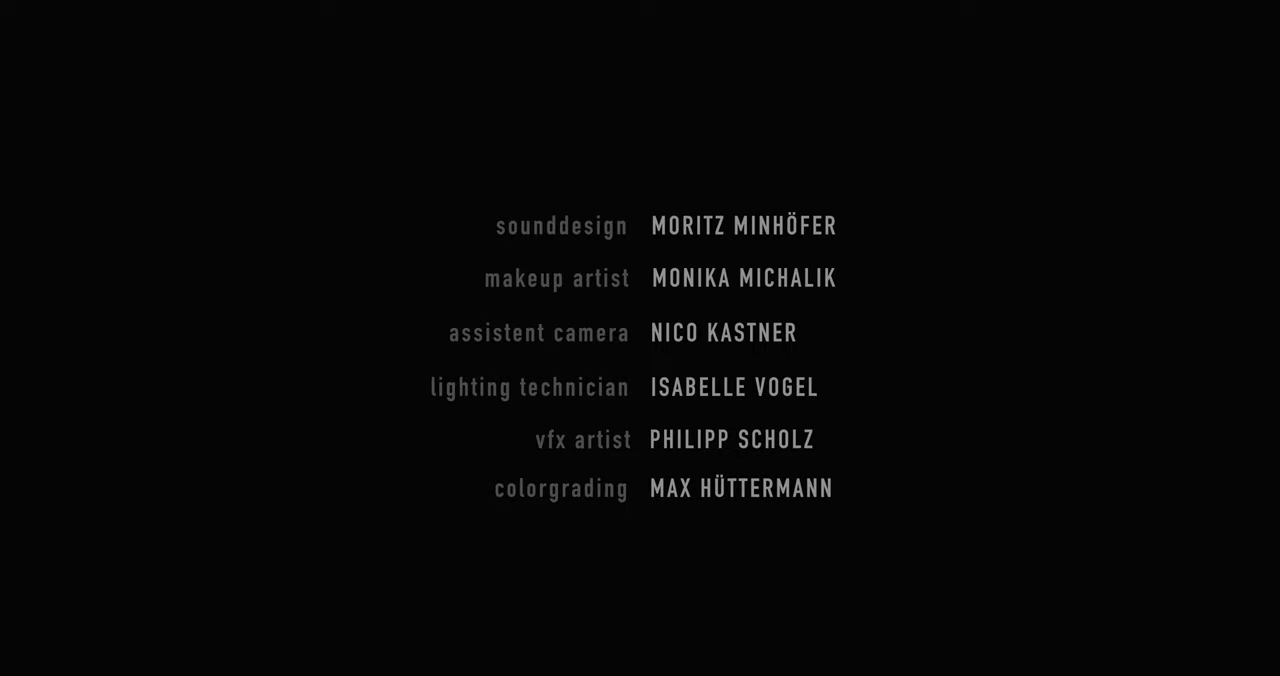 sounddesign MORITZ MINHÖFER
makeup artist MONIKA MICHALIK
assistent camera NICO KASTNER
lighting technician ISABELLE VOGEL
vfx artist PHILIPP SCHOLZ
colorgrading MAX HÜTTERMANN